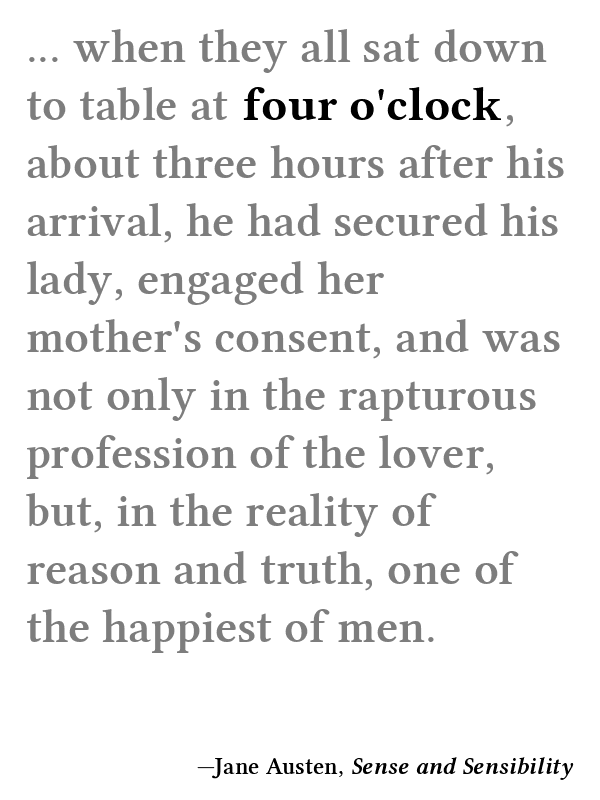 ... when they all sat down
to table at four o'clock,
about three hours after his
arrival, he had secured his
lady, engaged her
mother's consent, and was
not only in the rapturous
profession of the lover,
but, in the reality of
reason and truth, one of
the happiest of men.
—Jane Austen, Sense and Sensibility